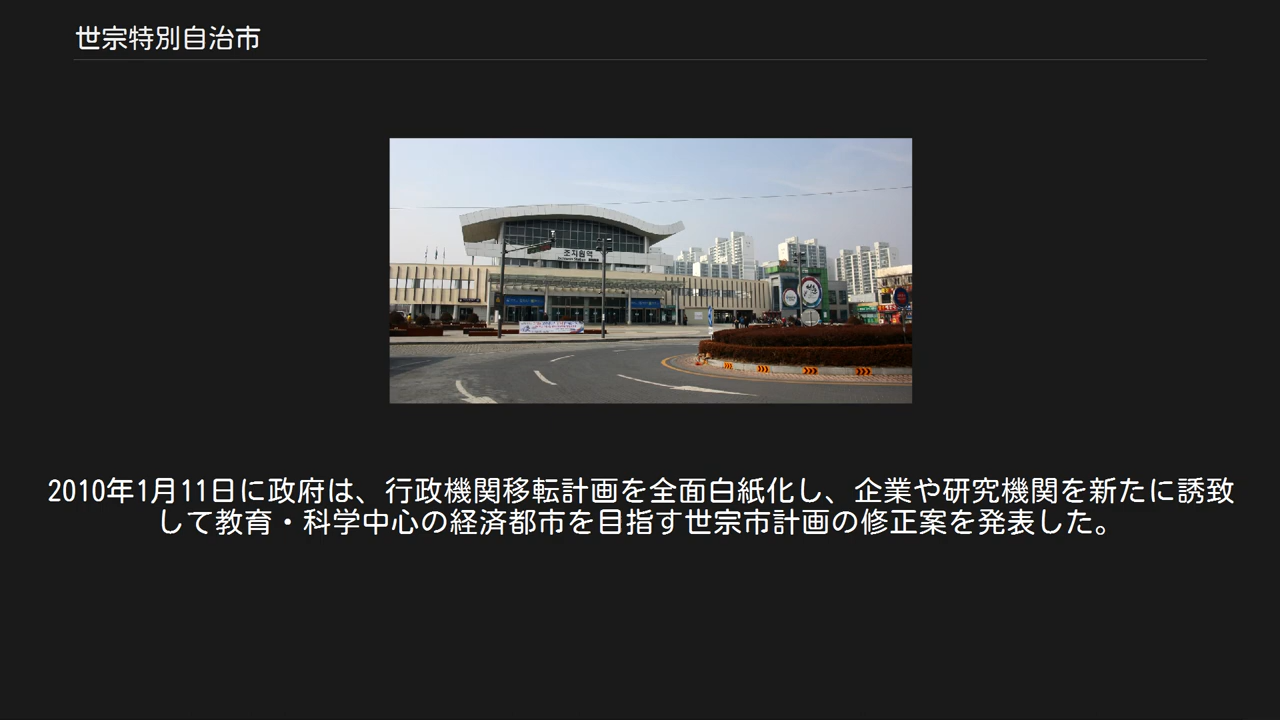 世宗特別自治市
조치원역
2010年1月11日に政府は、行政機関移転計画を全面白紙化し、企業や研究機関を新たに誘致
して教育・科学中心の経済都市を目指す世宗市計画の修正案を発表した。